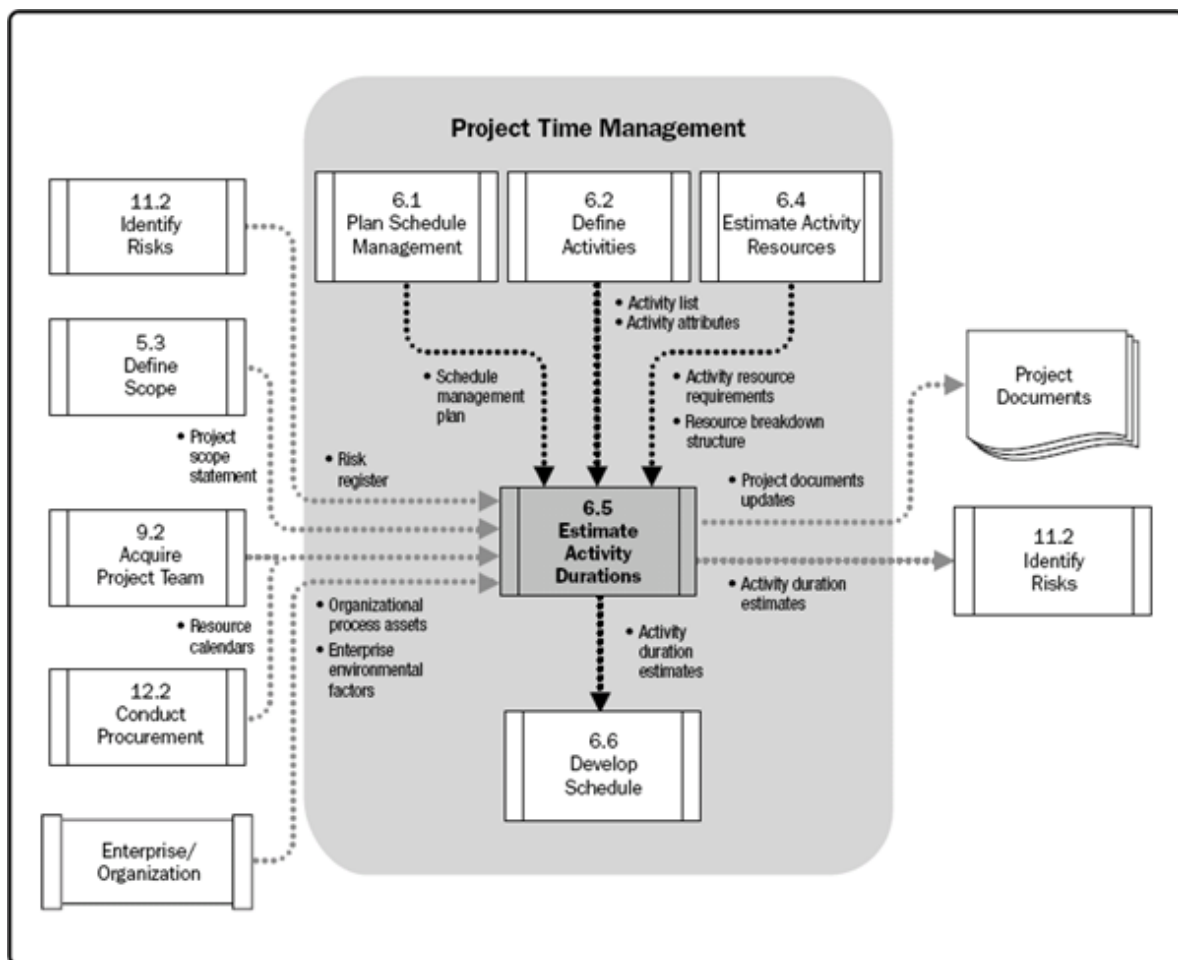 Project Time Management
11.2
Identify
Risks
6.1
Plan Schedule
Management
6.2
Define
Activities
6.4
Estimate Activity
Resources
• Activity list
• Activity attributes
5.3
Define
Scope
• Schedule
management
plan
• Activity resource
requirements
• Resource breakdown
structure
Project
Documents
• Project
scope
statement
• Risk
register
• Project documents
updates
9.2
Acquire
Project Team
6.5
Estimate
Activity
Durations
11.2
Identify
Risks
• Activity duration
estimates
• Resource
calendars
• Organizational
process assets
• Enterprise
environmental
factors
• Activity
duration
estimates
12.2
Conduct
Procurement
6.6
Develop
Schedule
Enterprise/
Organization